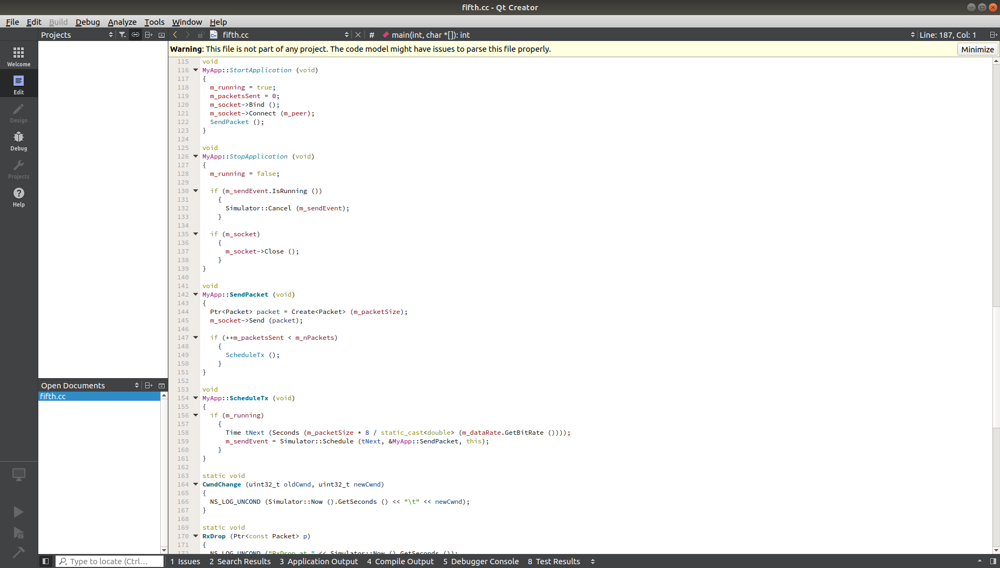 fifth.cc - Qt Creator
File Edit Build Debug Analyze Tools Window Help
Projects
fifth.cc
#
main(int, char *[]): int
Line: 187, Col: 1
Warning: This file is not part of any project. The code model might have issues to parse this file properly.
Minimize
Welcome
Edit
Design
Debug
Projects
Help
115 void
116 MyApp::StartApplication (void)
117 {
118   m_running = true;
119   m_packetsSent = 0;
120   m_socket->Bind ();
121   m_socket->Connect (m_peer);
122   SendPacket ();
123 }
124
125 void
126 MyApp::StopApplication (void)
127 {
128   m_running = false;
129
130   if (m_sendEvent.IsRunning ())
131     {
132       Simulator::Cancel (m_sendEvent);
133     }
134
135   if (m_socket)
136     {
137       m_socket->Close ();
138     }
139 }
140
141 void
142 MyApp::SendPacket (void)
143 {
144   Ptr<Packet> packet = Create<Packet> (m_packetSize);
145   m_socket->Send (packet);
146
147   if (++m_packetsSent < m_nPackets)
148     {
149       ScheduleTx ();
150     }
151 }
152
153 void
154 MyApp::ScheduleTx (void)
155 {
156   if (m_running)
157     {
158       Time tNext (Seconds (m_packetSize * 8 / static_cast<double> (m_dataRate.GetBitRate ())));
159       m_sendEvent = Simulator::Schedule (tNext, &MyApp::SendPacket, this);
160     }
161 }
162
163 static void
164 CwndChange (uint32_t oldCwnd, uint32_t newCwnd)
165 {
166   NS_LOG_UNCOND (Simulator::Now ().GetSeconds () << "\t" << newCwnd);
167 }
168
169 static void
170 RxDrop (Ptr<const Packet> p)
171 {
172   NS_LOG_UNCOND ("RxDrop at " << Simulator::Now ().GetSeconds ());
Open Documents
fifth.cc
Type to locate (Ctrl...
1 Issues
2 Search Results
3 Application Output
4 Compile Output
5 Debugger Console
8 Test Results